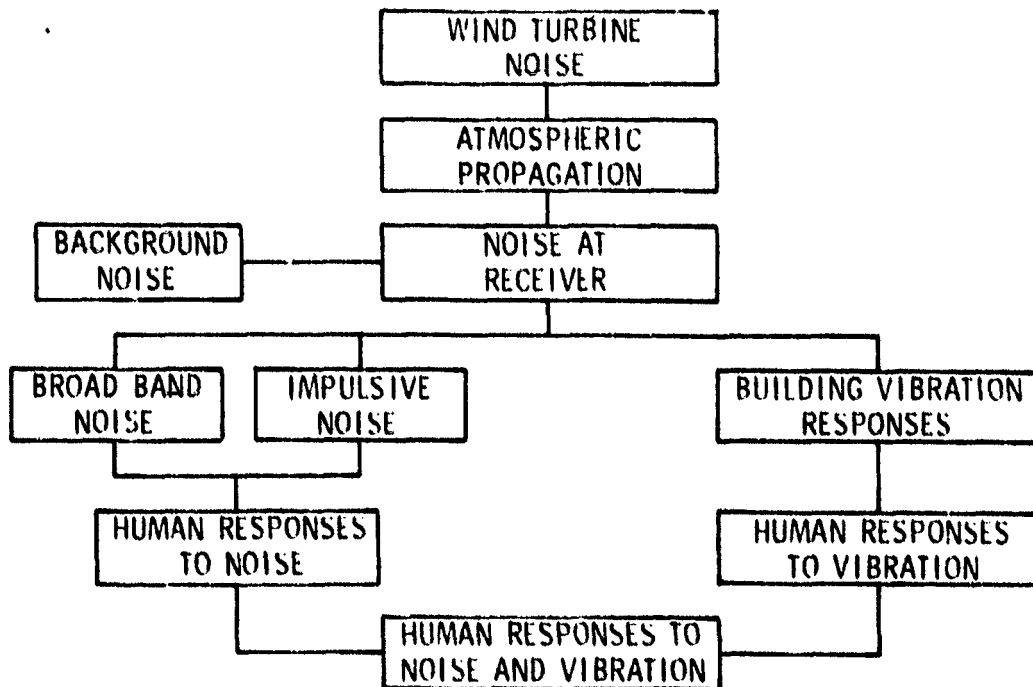 WIND TURBINE
NOISE
ATMOSPHERIC
PROPAGATION
BACKGROUND
NOISE
NOISE AT
RECEIVER
BROAD BAND
NOISE
IMPULSIVE
NOISE
BUILDING VIBRATION
RESPONSES
HUMAN RESPONSES
TO NOISE
HUMAN RESPONSES
TO VIBRATION
HUMAN RESPONSES TO
NOISE AND VIBRATION